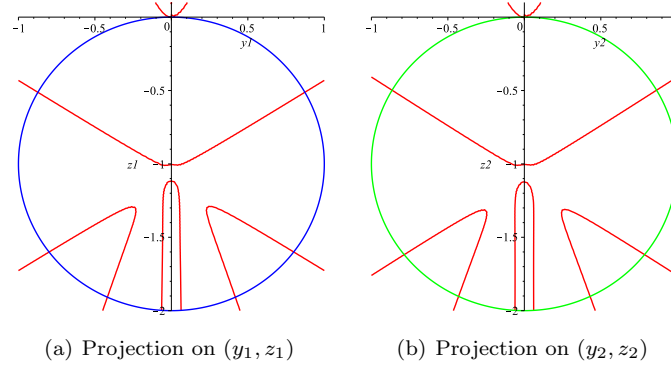 -1 -0.5 0 0.5 1
y1
-0.5
z1 -1
-1.5
-2
-1 -0.5 0 0.5
y2
-0.5
z2 -1
-1.5
-2
(a) Projection on (y₁, z₁)
(b) Projection on (y₂, z₂)